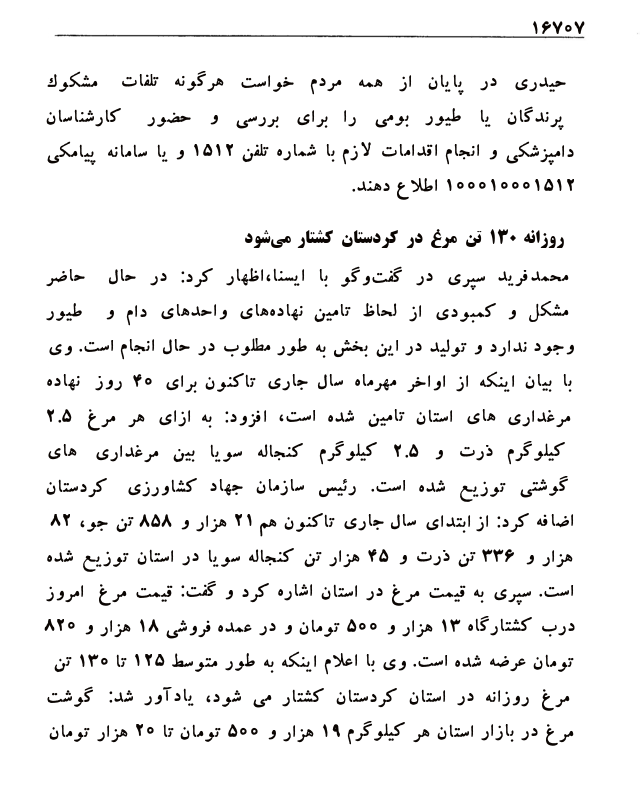 ۱۶۷۰۷
حیدری در پایان از همه مردم خواست هرگونه تلفات مشکوك
پرندگان یا طیور بومی را برای بررسی و حضور کارشناسان
دامپزشکی و انجام اقدامات لازم با شماره تلفن ۱۵۱۲ و یا سامانه پیامکی
۱۰۰۰۱۰۰۰۱۵۱۲ اطلاع دهند.
روزانه ۱۳۰ تن مرغ در کردستان کشتار می‌شود
محمدفرید سپری در گفت‌وگو با ایسنا،اظهار کرد: در حال حاضر
مشکل و کمبودی از لحاظ تامین نهاده‌های واحدهای دام و طیور
وجود ندارد و تولید در این بخش به طور مطلوب در حال انجام است. وی
با بیان اینکه از اواخر مهرماه سال جاری تاکنون برای ۴۰ روز نهاده
مرغداری های استان تامین شده است، افزود: به ازای هر مرغ ۲.۵
کیلوگرم ذرت و ۲.۵ کیلوگرم کنجاله سویا بین مرغداری های
گوشتی توزیع شده است. رئیس سازمان جهاد کشاورزی کردستان
اضافه کرد: از ابتدای سال جاری تاکنون هم ۲۱ هزار و ۸۵۸ تن جو، ۸۲
هزار و ۳۳۶ تن ذرت و ۴۵ هزار تن کنجاله سویا در استان توزیع شده
است. سپری به قیمت مرغ در استان اشاره کرد و گفت: قیمت مرغ امروز
درب کشتارگاه ۱۳ هزار و ۵۰۰ تومان و در عمده فروشی ۱۸ هزار و ۸۲۰
تومان عرضه شده است. وی با اعلام اینکه به طور متوسط ۱۲۵ تا ۱۳۰ تن
مرغ روزانه در استان کردستان کشتار می شود، یادآور شد: گوشت
مرغ در بازار استان هر کیلوگرم ۱۹ هزار و ۵۰۰ تومان تا ۲۰ هزار تومان